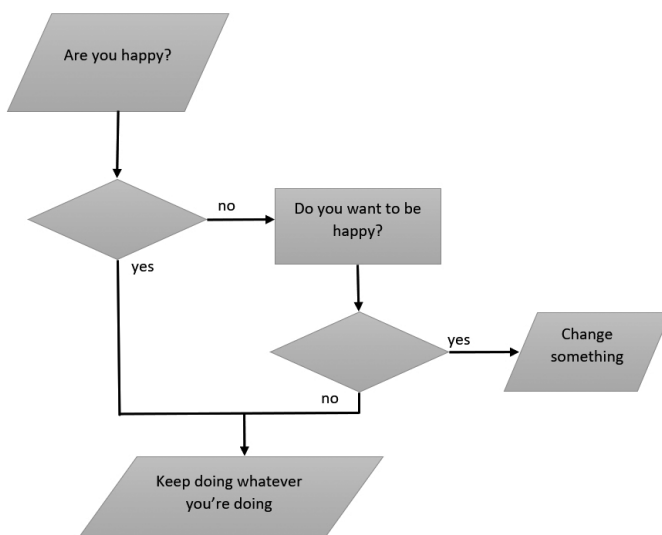 Are you happy?
no
Do you want to be
happy?
yes
yes
Change
something
no
Keep doing whatever
you’re doing